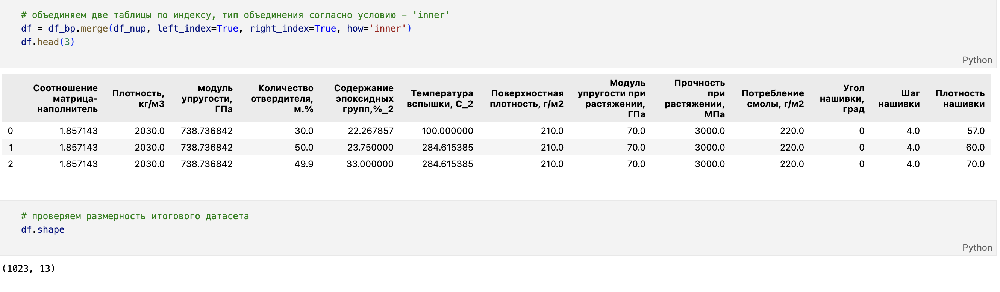 # объединяем две таблицы по индексу, тип объединения согласно условию – 'inner'
df = df_bp.merge(df_nup, left_index=True, right_index=True, how='inner')
df.head(3)
Python
Соотношение матрица-наполнитель Плотность, кг/м3 модуль упругости, ГПа Количество отвердителя, м.% Содержание эпоксидных групп,%_2 Температура вспышки, С_2 Поверхностная плотность, г/м2 Модуль упругости при растяжении, ГПа Прочность при растяжении, МПа Потребление смолы, г/м2 Угол нашивки, град Шаг нашивки Плотность нашивки
0 1.857143 2030.0 738.736842 30.0 22.267857 100.000000 210.0 70.0 3000.0 220.0 0 4.0 57.0
1 1.857143 2030.0 738.736842 50.0 23.750000 284.615385 210.0 70.0 3000.0 220.0 0 4.0 60.0
2 1.857143 2030.0 738.736842 49.9 33.000000 284.615385 210.0 70.0 3000.0 220.0 0 4.0 70.0
# проверяем размерность итогового датасета
df.shape
Python
(1023, 13)